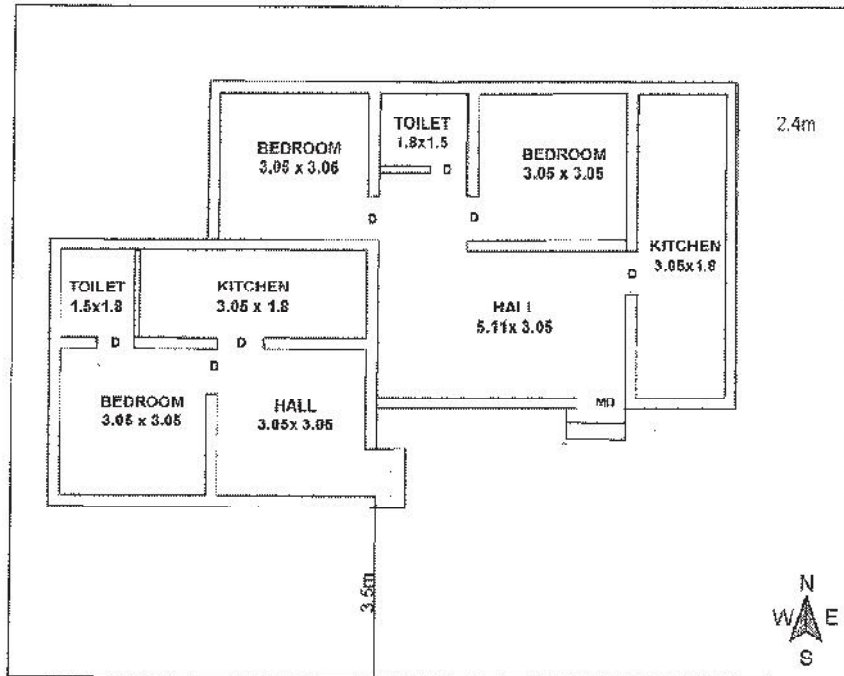 2.4m
BEDROOM
3.05 x 3.05
TOILET
1.8x1.5
D
BEDROOM
3.05 x 3.05
D
D
KITCHEN
3.05x1.8
D
HALL
5.11x 3.05
MD
TOILET
1.5x1.8
KITCHEN
3.05 x 1.8
D
D
D
BEDROOM
3.05 x 3.05
HALL
3.05x 3.05
3.5m
N
W E
S